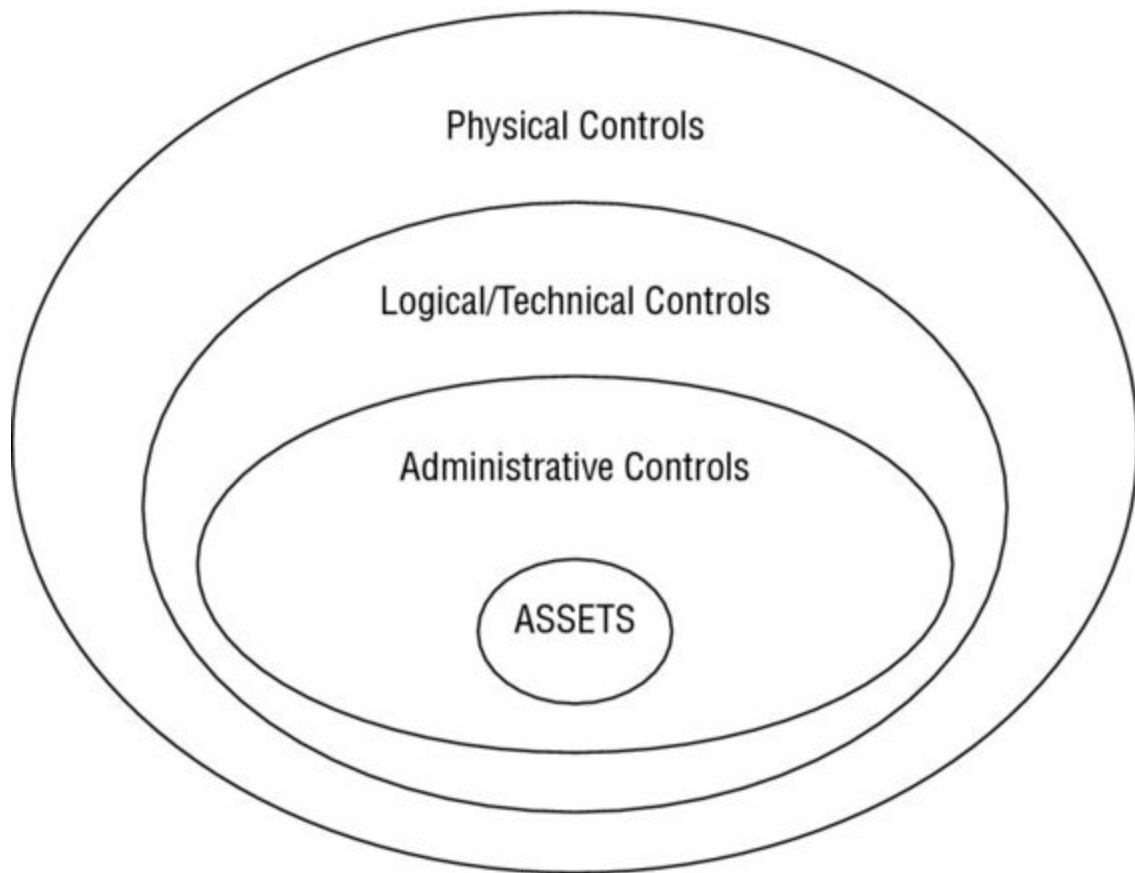 Physical Controls
Logical/Technical Controls
Administrative Controls
ASSETS